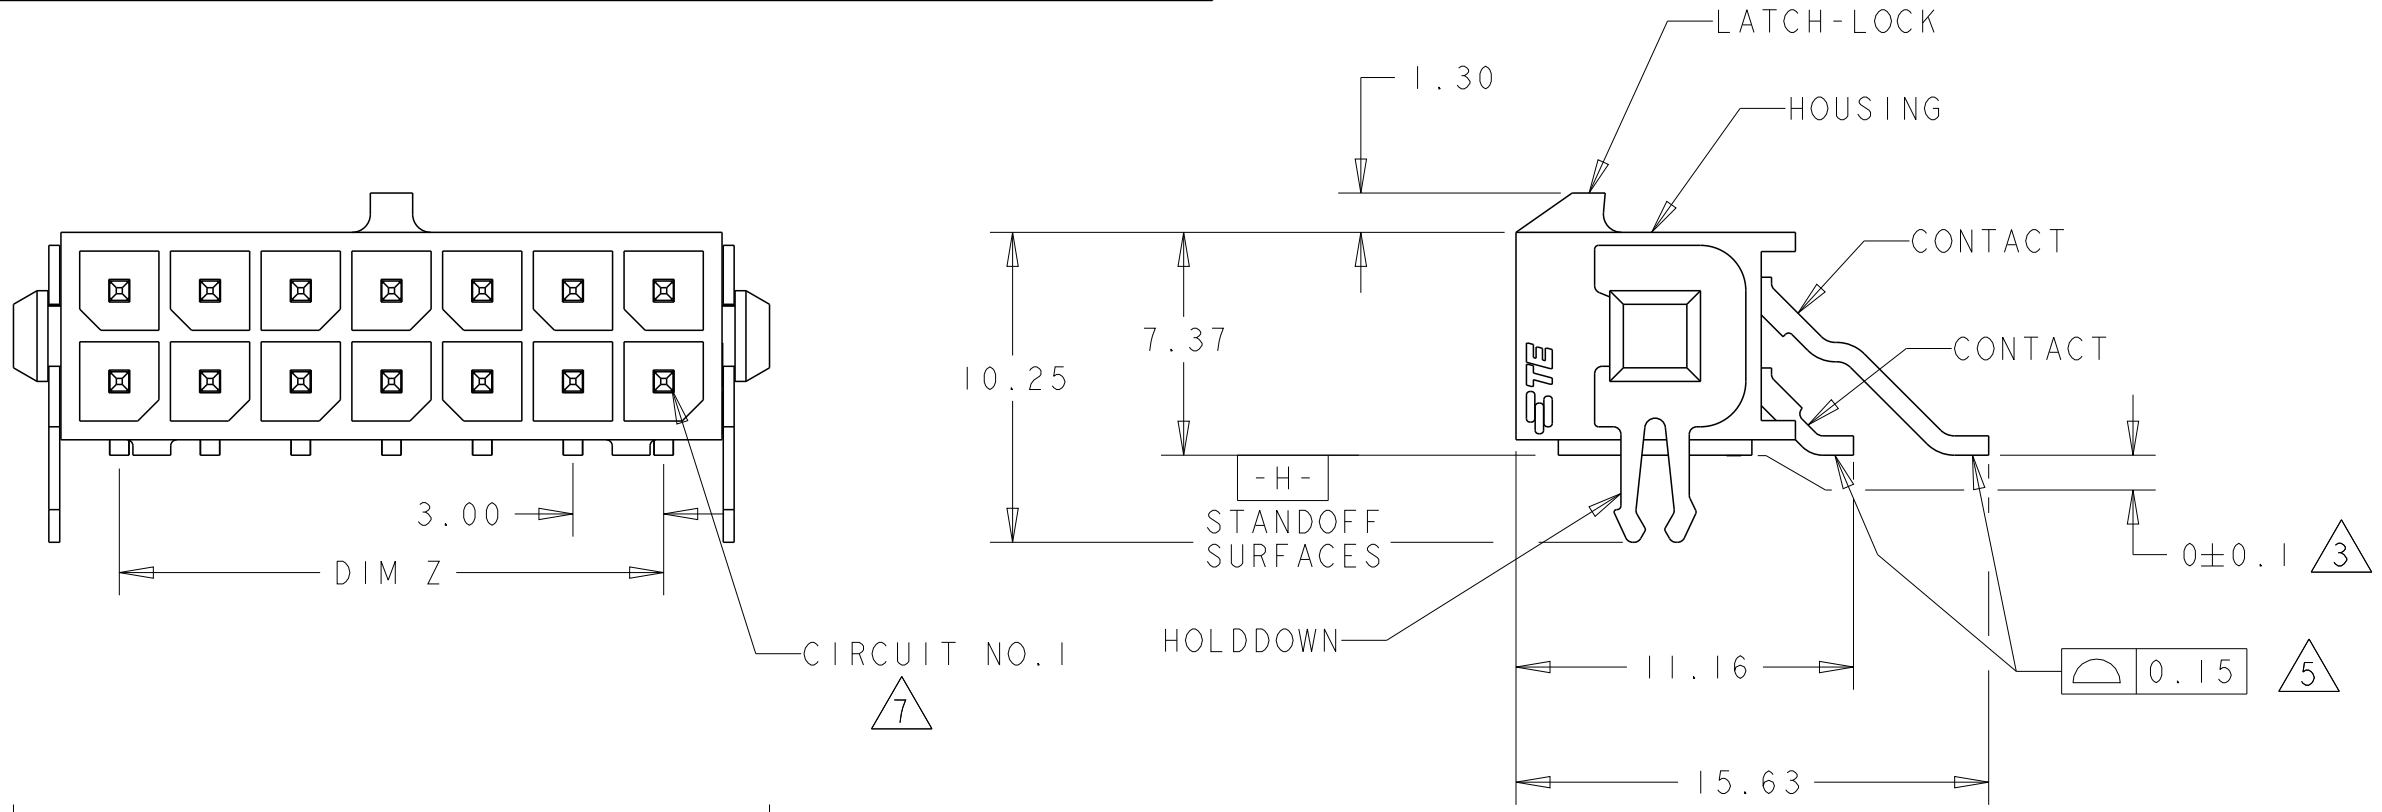 LATCH-LOCK
1.30
HOUSING
CONTACT
7.37
CONTACT
10.25
TE
-H-
3.00
STANDOFF
SURFACES
0±0.1 3
DIM Z
CIRCUIT NO.1
7
HOLDDOWN
11.16
0.15 5
15.63